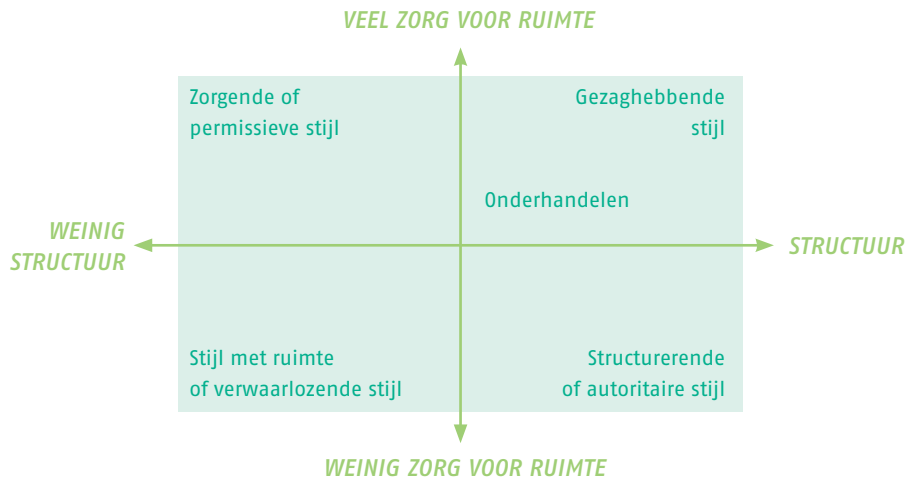 VEEL ZORG VOOR RUIMTE
Zorgende of
permissieve stijl
Gezaghebbende
stijl
Onderhandelen
WEINIG
STRUCTUUR
STRUCTUUR
Stijl met ruimte
of verwaarlozende stijl
Structurerende
of autoritaire stijl
WEINIG ZORG VOOR RUIMTE